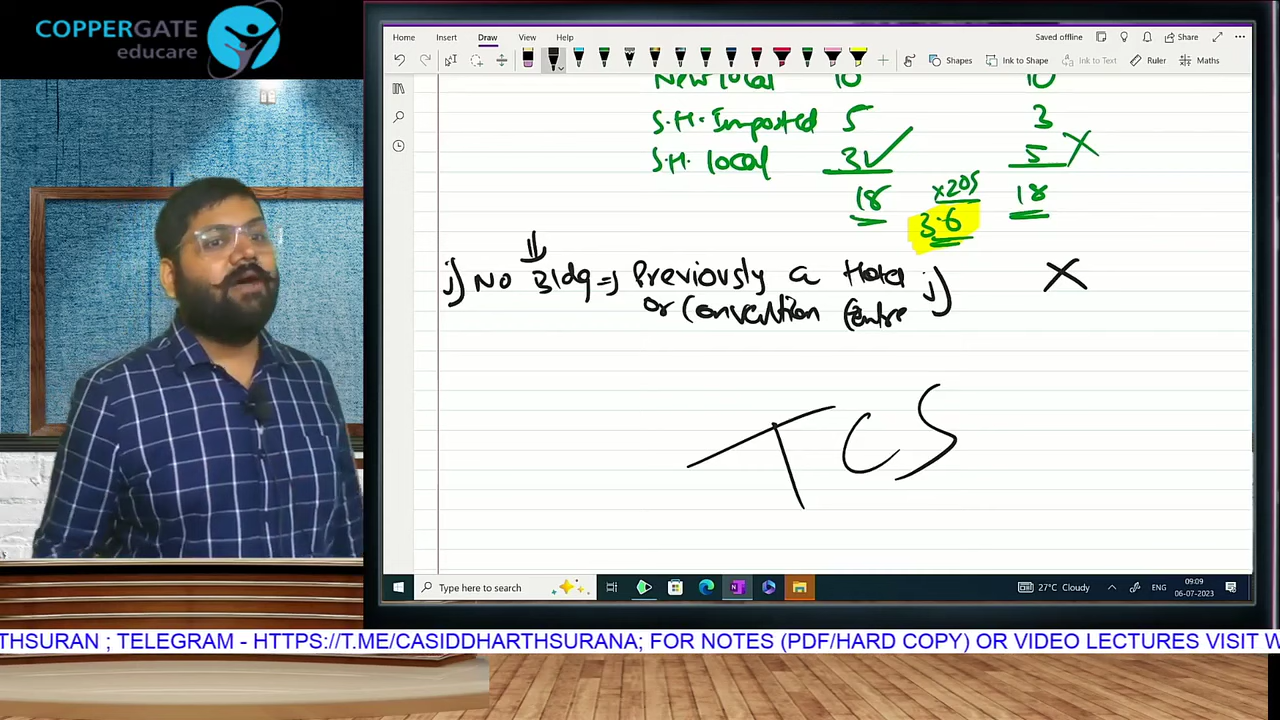 COPPERGATE
educare
Home Insert Draw View Help
Saved offline
Share
Shapes
Ink to Shape
Ink to Text
Ruler
Maths
New local 10 10
S.H. Imported 5 3
S.H. local 3✓ 5 X
18 x20% 18
3.6
j) No Bldg => Previously a Hotel j) X
or Convention Centre
TCS
Type here to search
27°C Cloudy
ENG
09:09
06-07-2023
THSURAN ; TELEGRAM - HTTPS://T.ME/CASIDDHARTHSURANA; FOR NOTES (PDF/HARD COPY) OR VIDEO LECTURES VISIT W